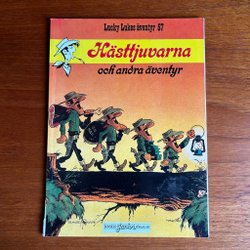 Lucky Lukes äventyr 37
Hästtjuvarna
och andra äventyr